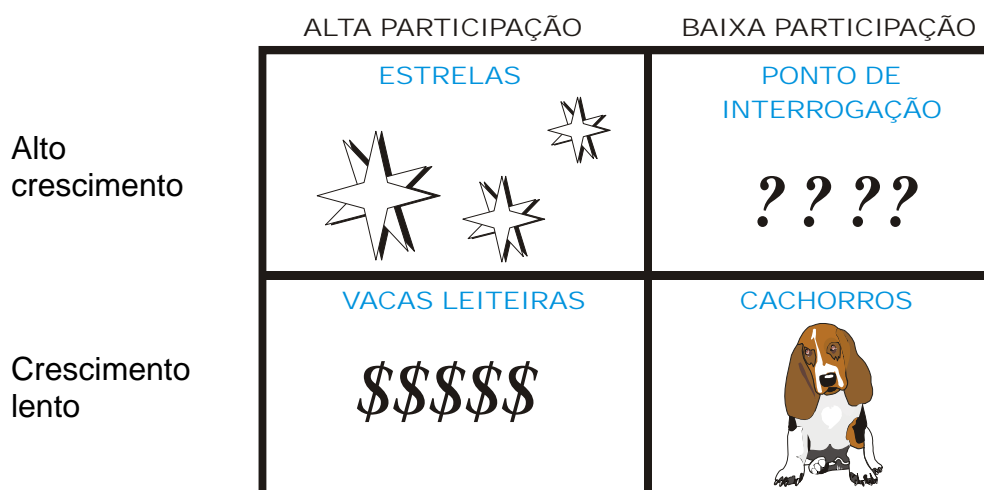 ALTA PARTICIPAÇÃO
BAIXA PARTICIPAÇÃO
ESTRELAS
PONTO DE
INTERROGAÇÃO
Alto
crescimento
? ? ??
VACAS LEITEIRAS
CACHORROS
Crescimento
lento
$$$$$